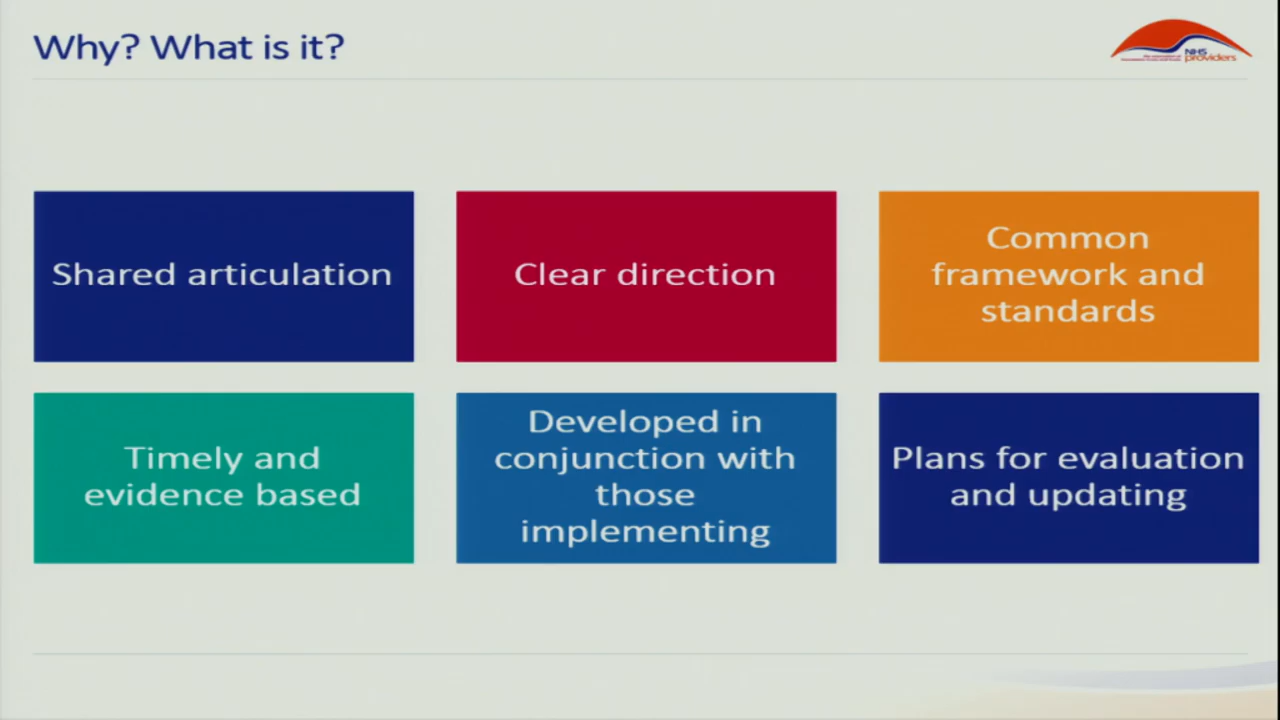 Why? What is it?
NHS
providers
Shared articulation
Clear direction
Common
framework and
standards
Timely and
evidence based
Developed in
conjunction with
those
implementing
Plans for evaluation
and updating